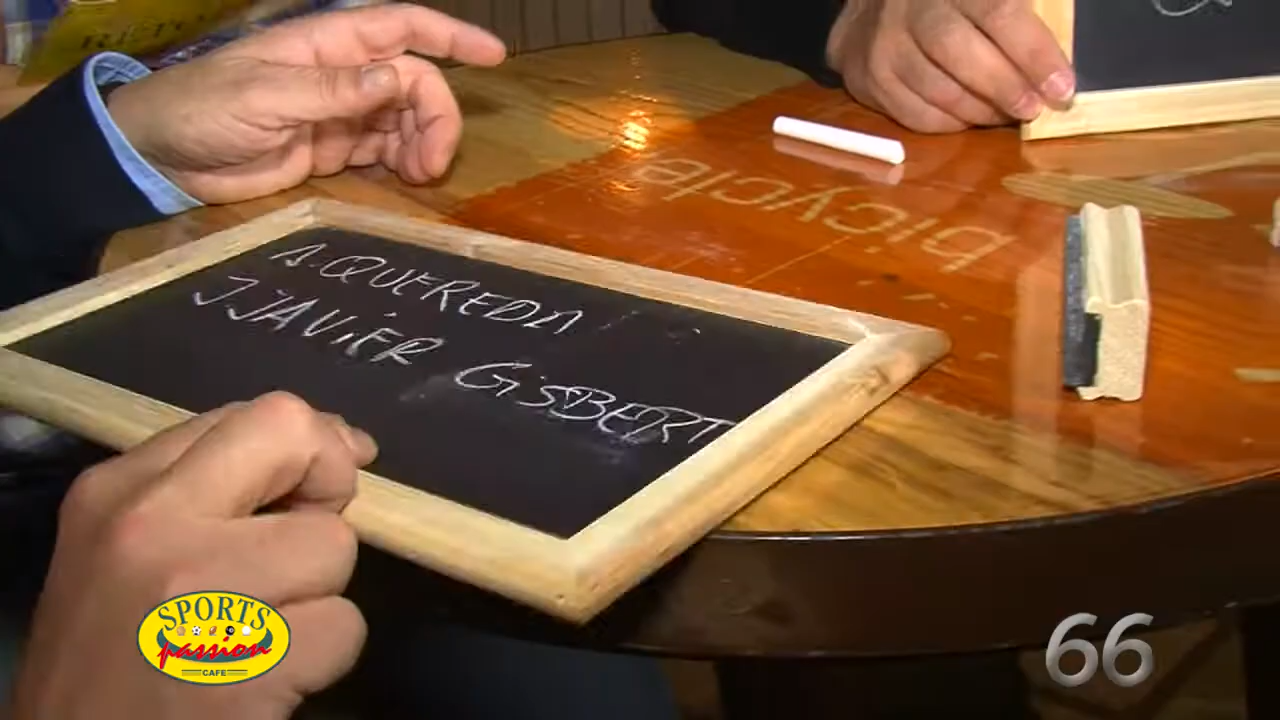 A. QUEREDA
J. JAVIER GISBERT
bicycle
SPORTS
passion
CAFE
66